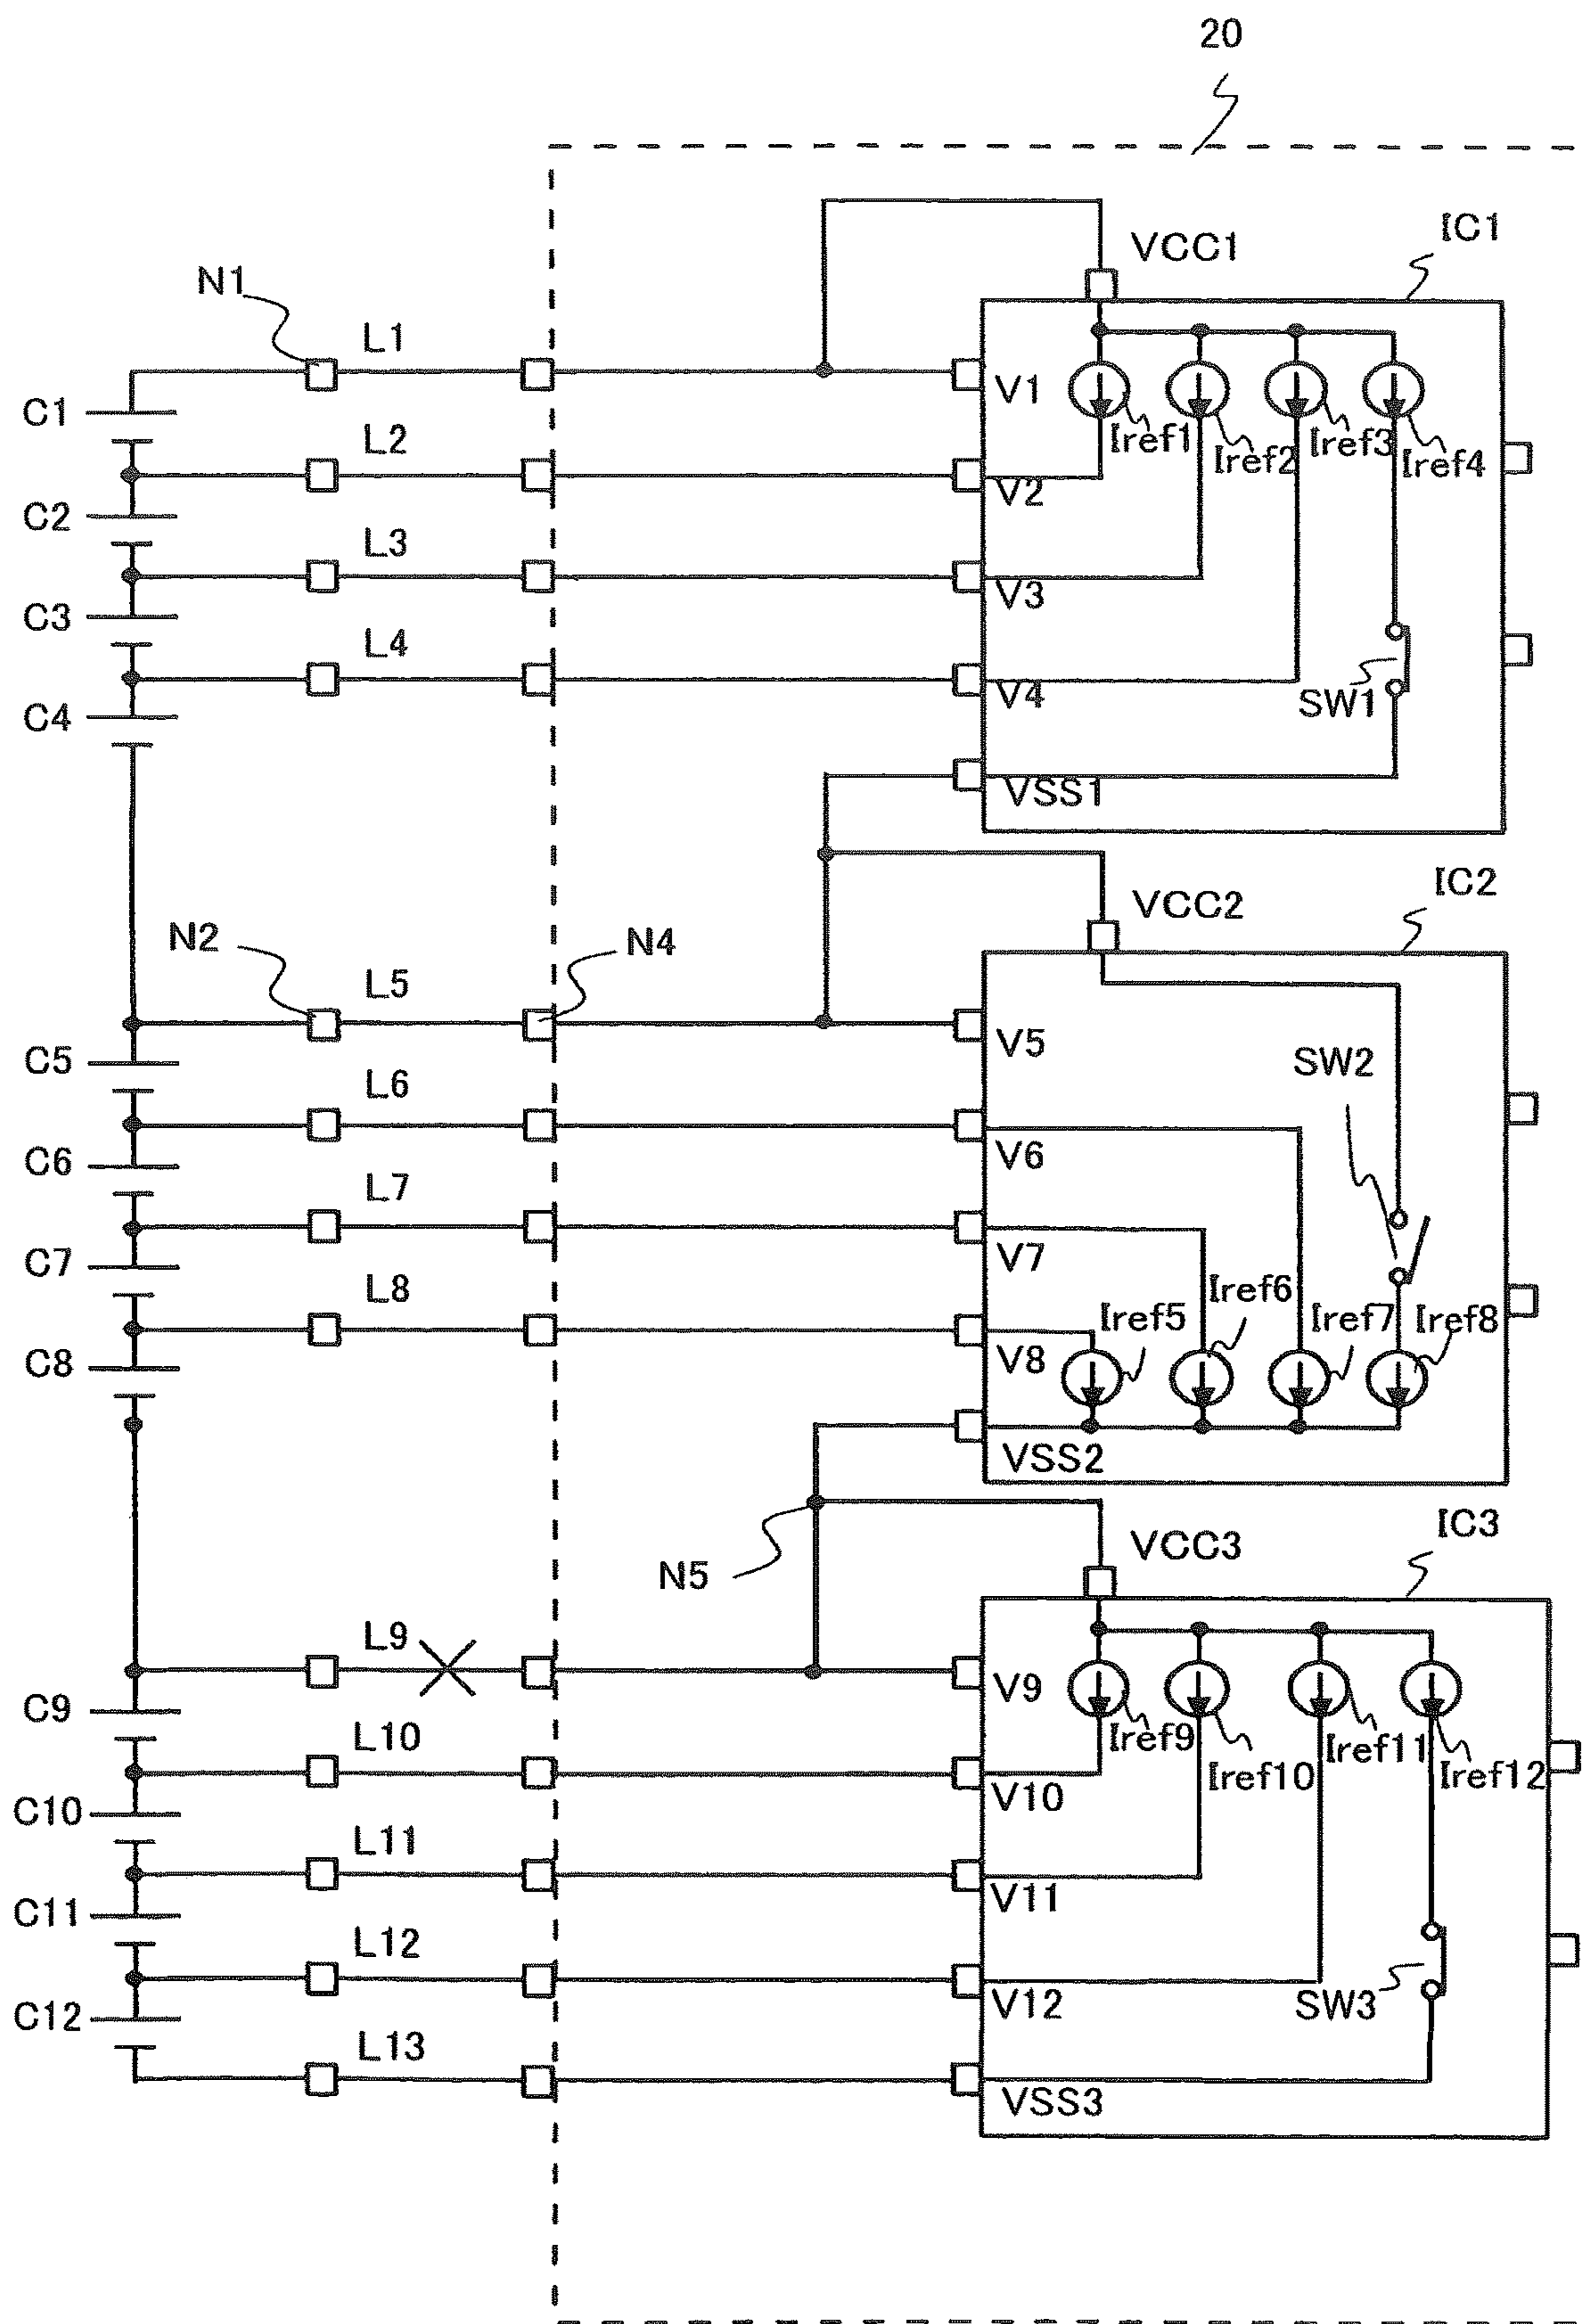 20
IC1
VCC1
N1
L1
V1
C1
Iref1
Iref2
Iref3
Iref4
L2
V2
C2
L3
V3
C3
L4
V4
SW1
C4
VSS1
IC2
VCC2
N2
N4
L5
V5
SW2
C5
L6
V6
C6
L7
V7
C7
L8
V8
Iref5
Iref6
Iref7
Iref8
C8
VSS2
IC3
VCC3
N5
L9
V9
C9
Iref9
Iref10
Iref11
Iref12
L10
V10
C10
L11
V11
C11
L12
V12
SW3
C12
L13
VSS3